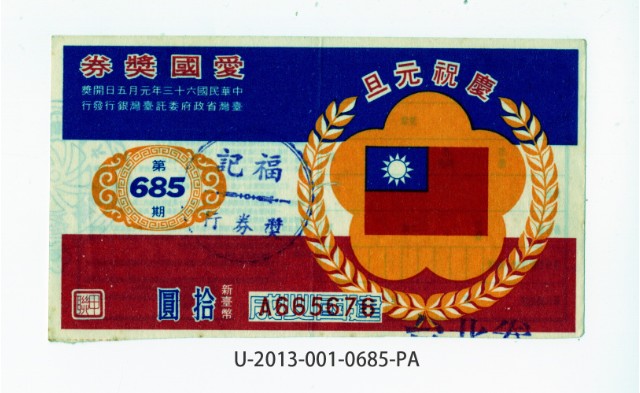 愛國獎券
中華民國六十三年元月五日開獎
臺灣省政府委託臺灣銀行發行
慶祝元旦
第
685
期
福記
獎券行
新臺幣
拾圓
A665676
U-2013-001-0685-PA